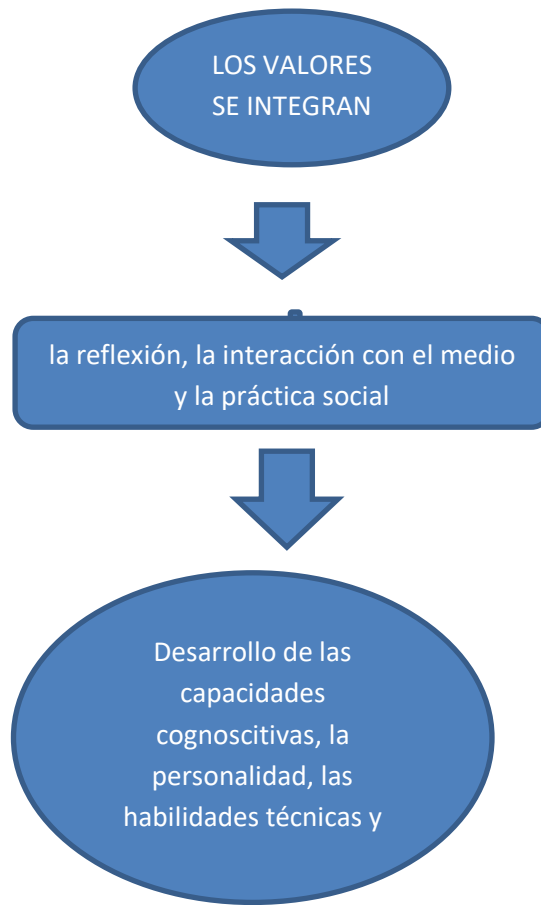 LOS VALORES
SE INTEGRAN
la reflexión, la interacción con el medio
y la práctica social
Desarrollo de las
capacidades
cognoscitivas, la
personalidad, las
habilidades técnicas y